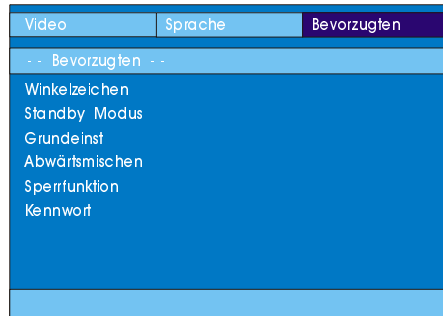 Video Sprache Bevorzugten
- - Bevorzugten - -
Winkelzeichen
Standby Modus
Grundeinst
Abwärtsmischen
Sperrfunktion
Kennwort